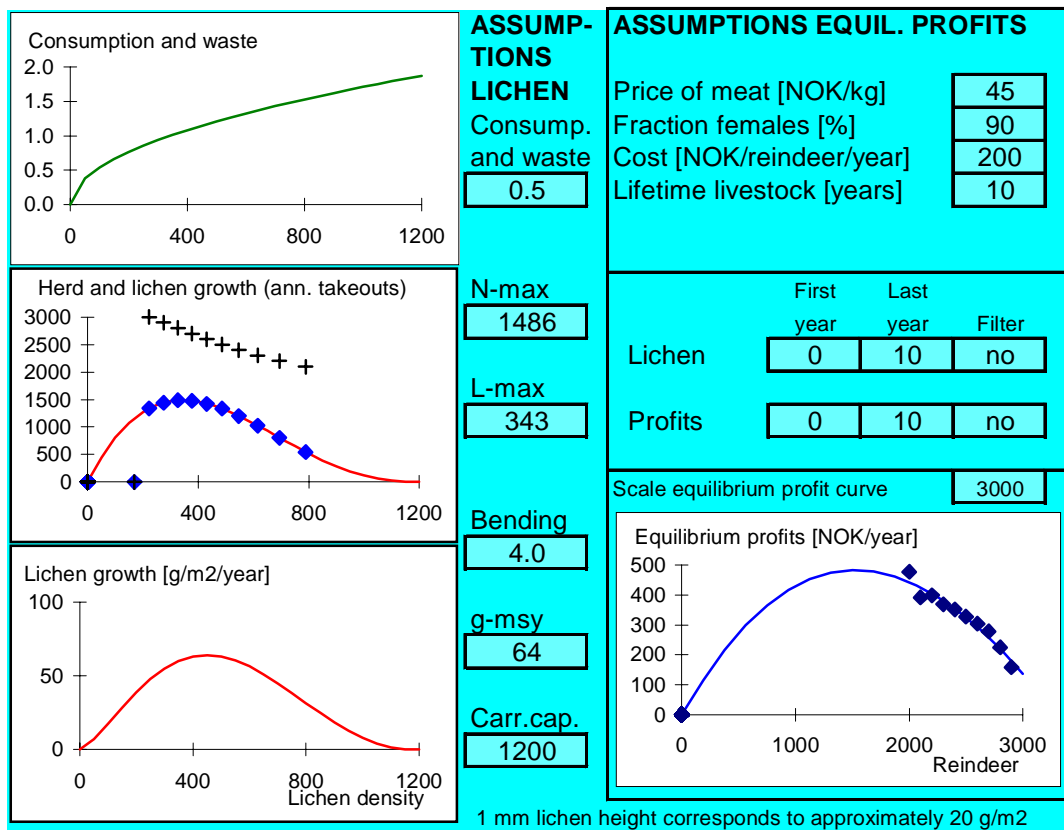 Consumption and waste
2.0
1.5
1.0
0.5
0.0
0 400 800 1200
Herd and lichen growth (ann. takeouts)
3000
2500
2000
1500
1000
500
0
0 400 800 1200
Lichen growth [g/m2/year]
100
50
0
0 400 800 1200
Lichen density
ASSUMP-
TIONS
LICHEN
Consump.
and waste
0.5
N-max
1486
L-max
343
Bending
4.0
g-msy
64
Carr.cap.
1200
ASSUMPTIONS EQUIL. PROFITS
Price of meat [NOK/kg] 45
Fraction females [%] 90
Cost [NOK/reindeer/year] 200
Lifetime livestock [years] 10
First Last
year year Filter
Lichen 0 10 no
Profits 0 10 no
Scale equilibrium profit curve 3000
Equilibrium profits [NOK/year]
500
400
300
200
100
0
0 1000 2000 3000
Reindeer
1 mm lichen height corresponds to approximately 20 g/m2